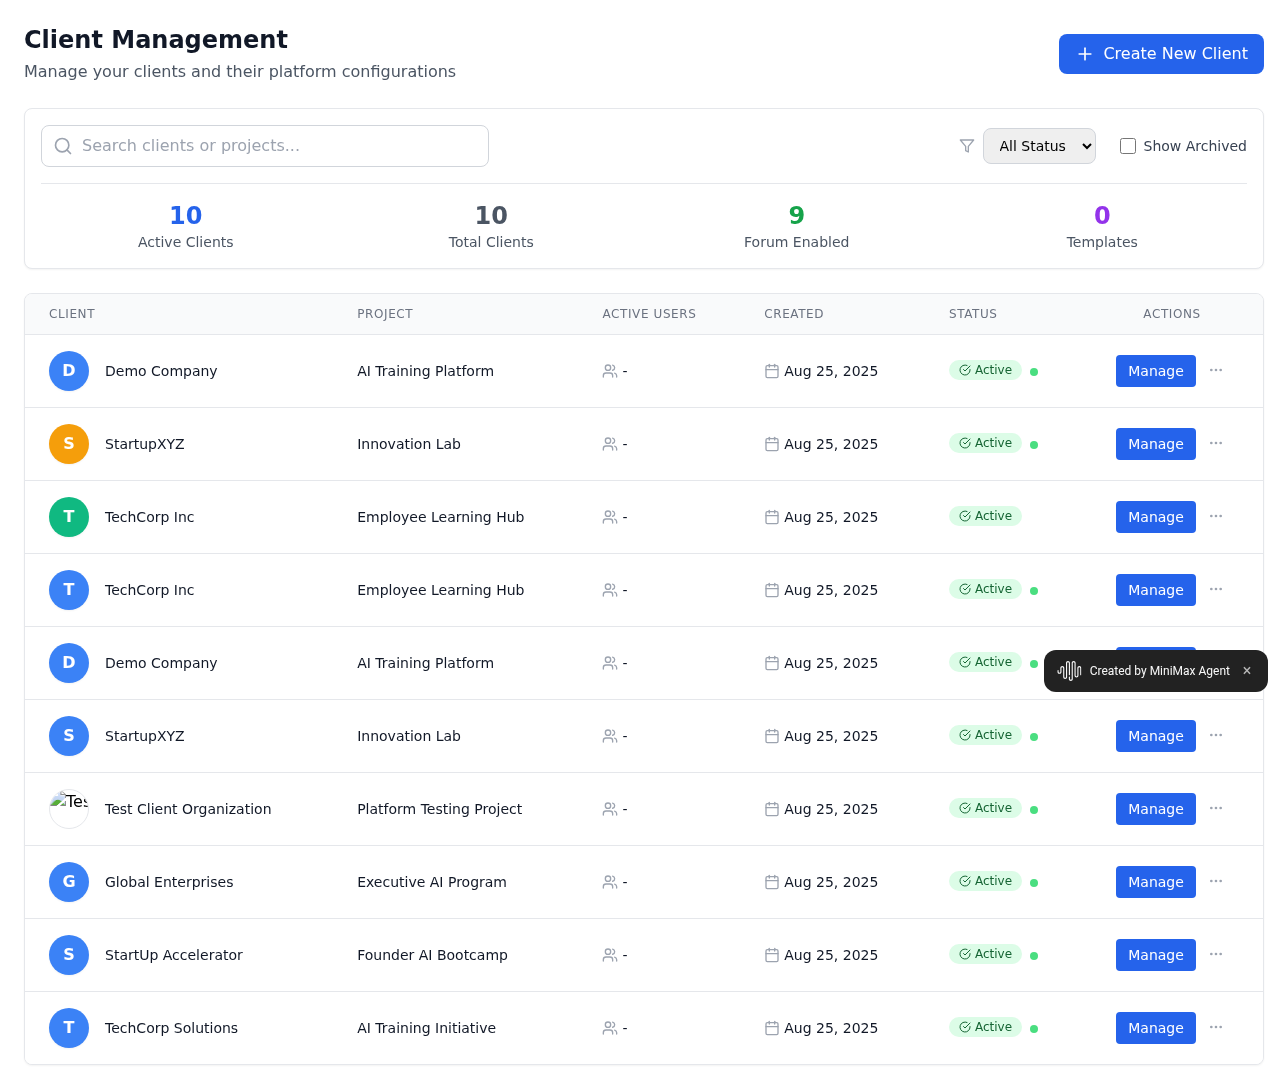 Client Management
Manage your clients and their platform configurations
Create New Client
Search clients or projects...
All Status
Show Archived
10
Active Clients
10
Total Clients
9
Forum Enabled
0
Templates
CLIENT PROJECT ACTIVE USERS CREATED STATUS ACTIONS
D Demo Company AI Training Platform - Aug 25, 2025 Active Manage ...
S StartupXYZ Innovation Lab - Aug 25, 2025 Active Manage ...
T TechCorp Inc Employee Learning Hub - Aug 25, 2025 Active Manage ...
T TechCorp Inc Employee Learning Hub - Aug 25, 2025 Active Manage ...
D Demo Company AI Training Platform - Aug 25, 2025 Active
Created by MiniMax Agent ×
S StartupXYZ Innovation Lab - Aug 25, 2025 Active Manage ...
Tes Test Client Organization Platform Testing Project - Aug 25, 2025 Active Manage ...
G Global Enterprises Executive AI Program - Aug 25, 2025 Active Manage ...
S StartUp Accelerator Founder AI Bootcamp - Aug 25, 2025 Active Manage ...
T TechCorp Solutions AI Training Initiative - Aug 25, 2025 Active Manage ...